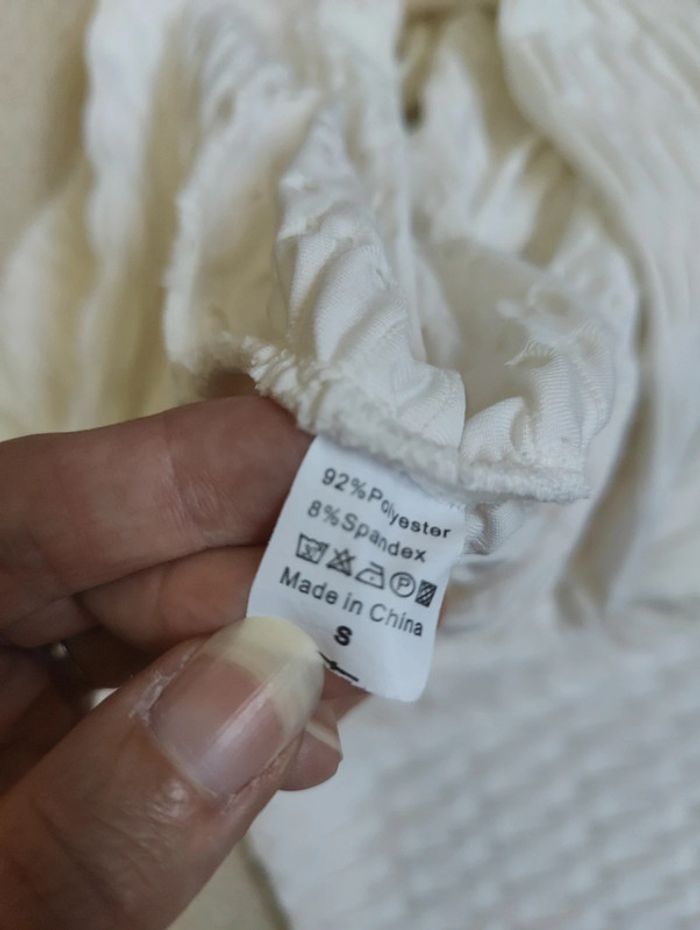 92%Polyester
8%Spandex
P
Made in China
S